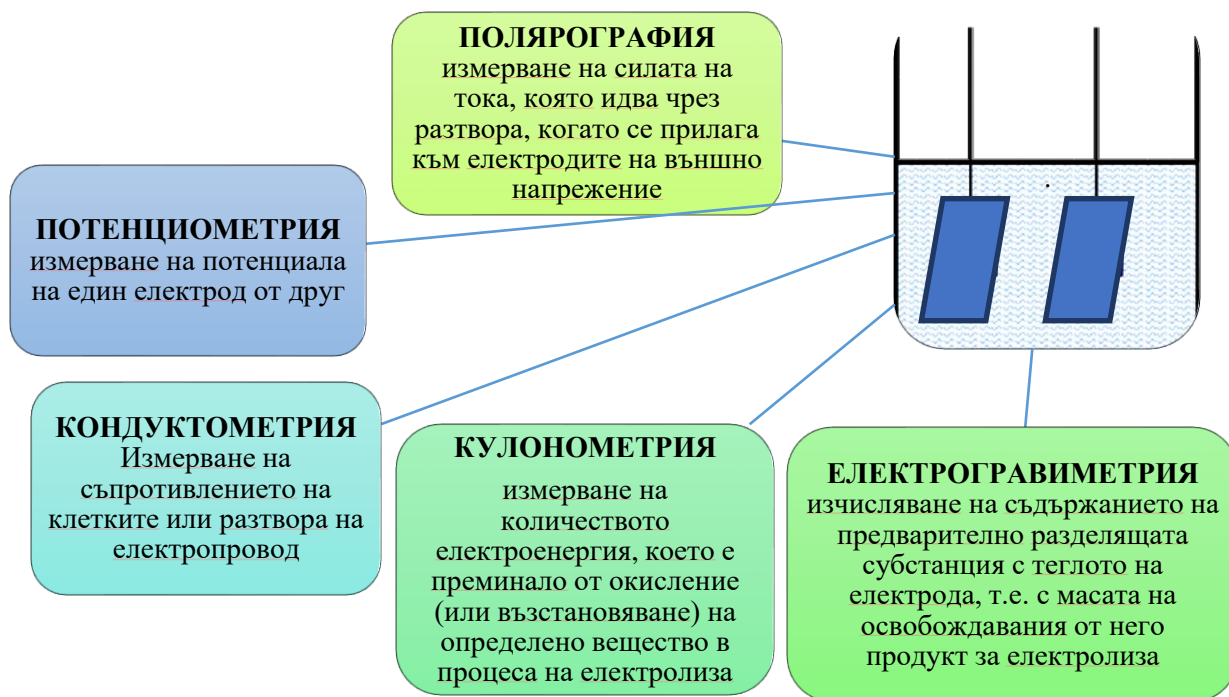 ПОЛЯРОГРАФИЯ
измерване на силата на
тока, която идва чрез
разтвора, когато се прилага
към електродите на външно
напрежение
ПОТЕНЦИОМЕТРИЯ
измерване на потенциала
на един електрод от друг
КОНДУКТОМЕТРИЯ
Измерване на
съпротивлението на
клетките или разтвора на
електропровод
КУЛОНОМЕТРИЯ
измерване на
количеството
електроенергия, което е
преминало от окисление
(или възстановяване) на
определено вещество в
процеса на електролиза
ЕЛЕКТРОГРАВИМЕТРИЯ
изчисляване на съдържанието на
предварително разделящата
субстанция с теглото на
електрода, т.е. с масата на
освобождавания от него
продукт за електролиза